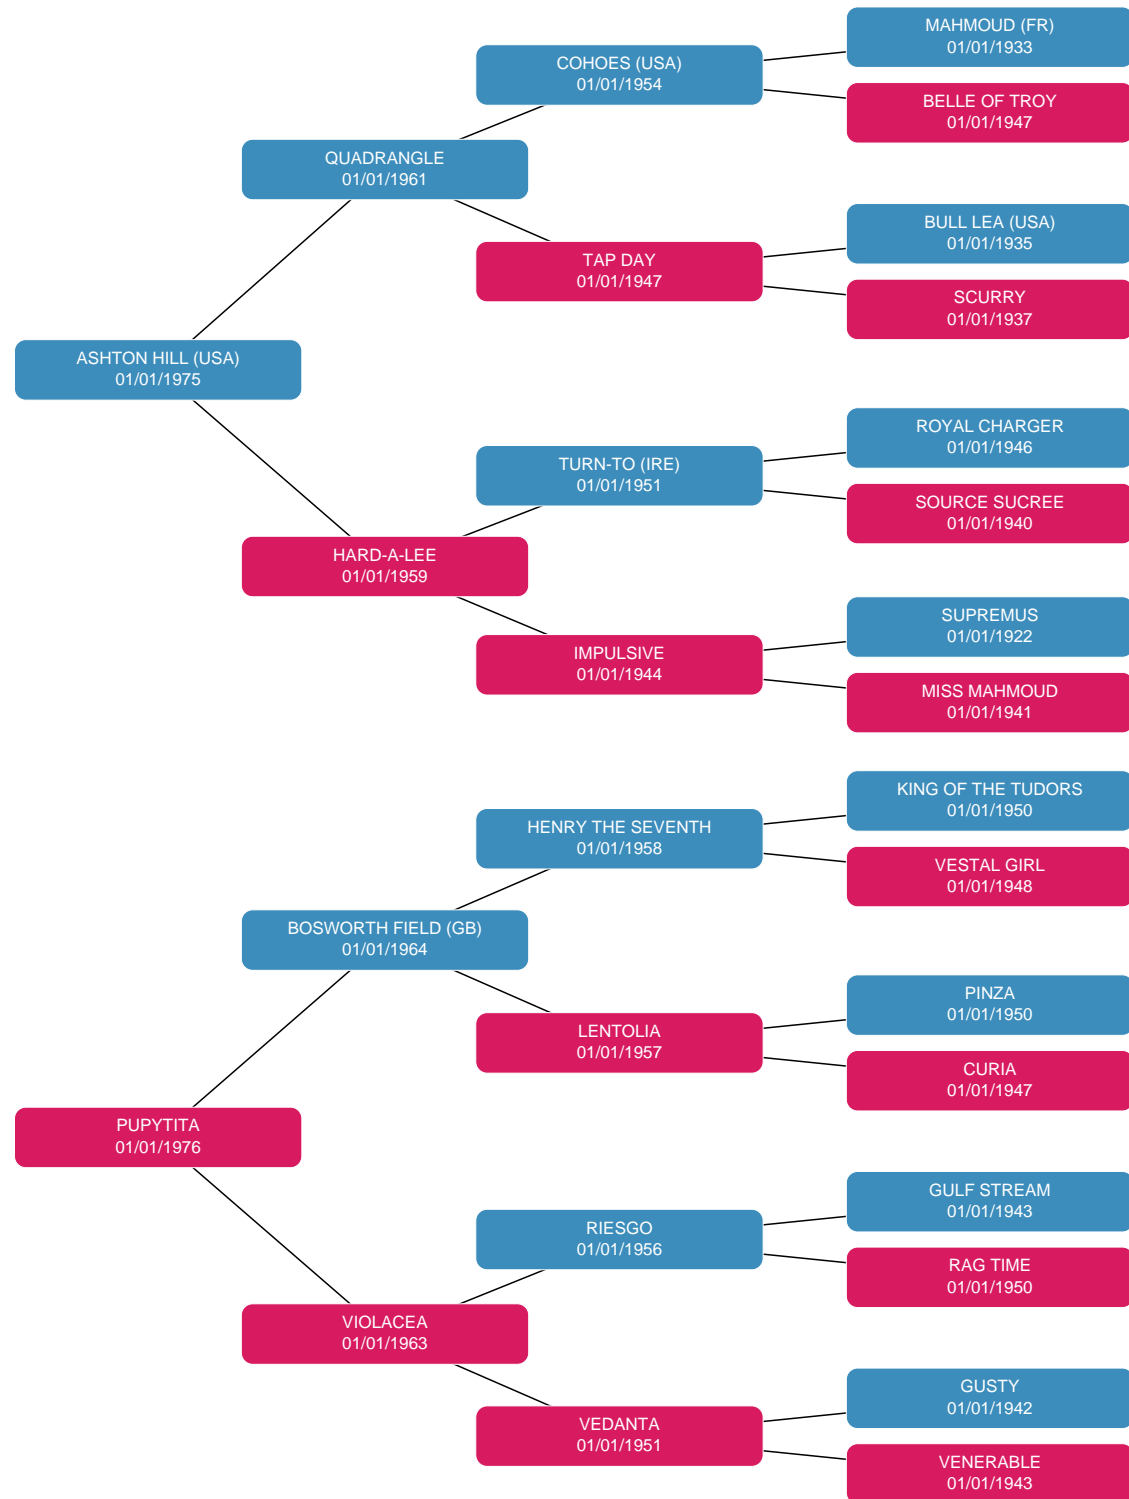 MAHMOUD (FR)
01/01/1933
COHOES (USA)
01/01/1954
BELLE OF TROY
01/01/1947
QUADRANGLE
01/01/1961
BULL LEA (USA)
01/01/1935
TAP DAY
01/01/1947
SCURRY
01/01/1937
ASHTON HILL (USA)
01/01/1975
ROYAL CHARGER
01/01/1946
TURN-TO (IRE)
01/01/1951
SOURCE SUCREE
01/01/1940
HARD-A-LEE
01/01/1959
SUPREMUS
01/01/1922
IMPULSIVE
01/01/1944
MISS MAHMOUD
01/01/1941
KING OF THE TUDORS
01/01/1950
HENRY THE SEVENTH
01/01/1958
VESTAL GIRL
01/01/1948
BOSWORTH FIELD (GB)
01/01/1964
PINZA
01/01/1950
LENTOLIA
01/01/1957
CURIA
01/01/1947
PUPYTITA
01/01/1976
GULF STREAM
01/01/1943
RIESGO
01/01/1956
RAG TIME
01/01/1950
VIOLACEA
01/01/1963
GUSTY
01/01/1942
VEDANTA
01/01/1951
VENERABLE
01/01/1943